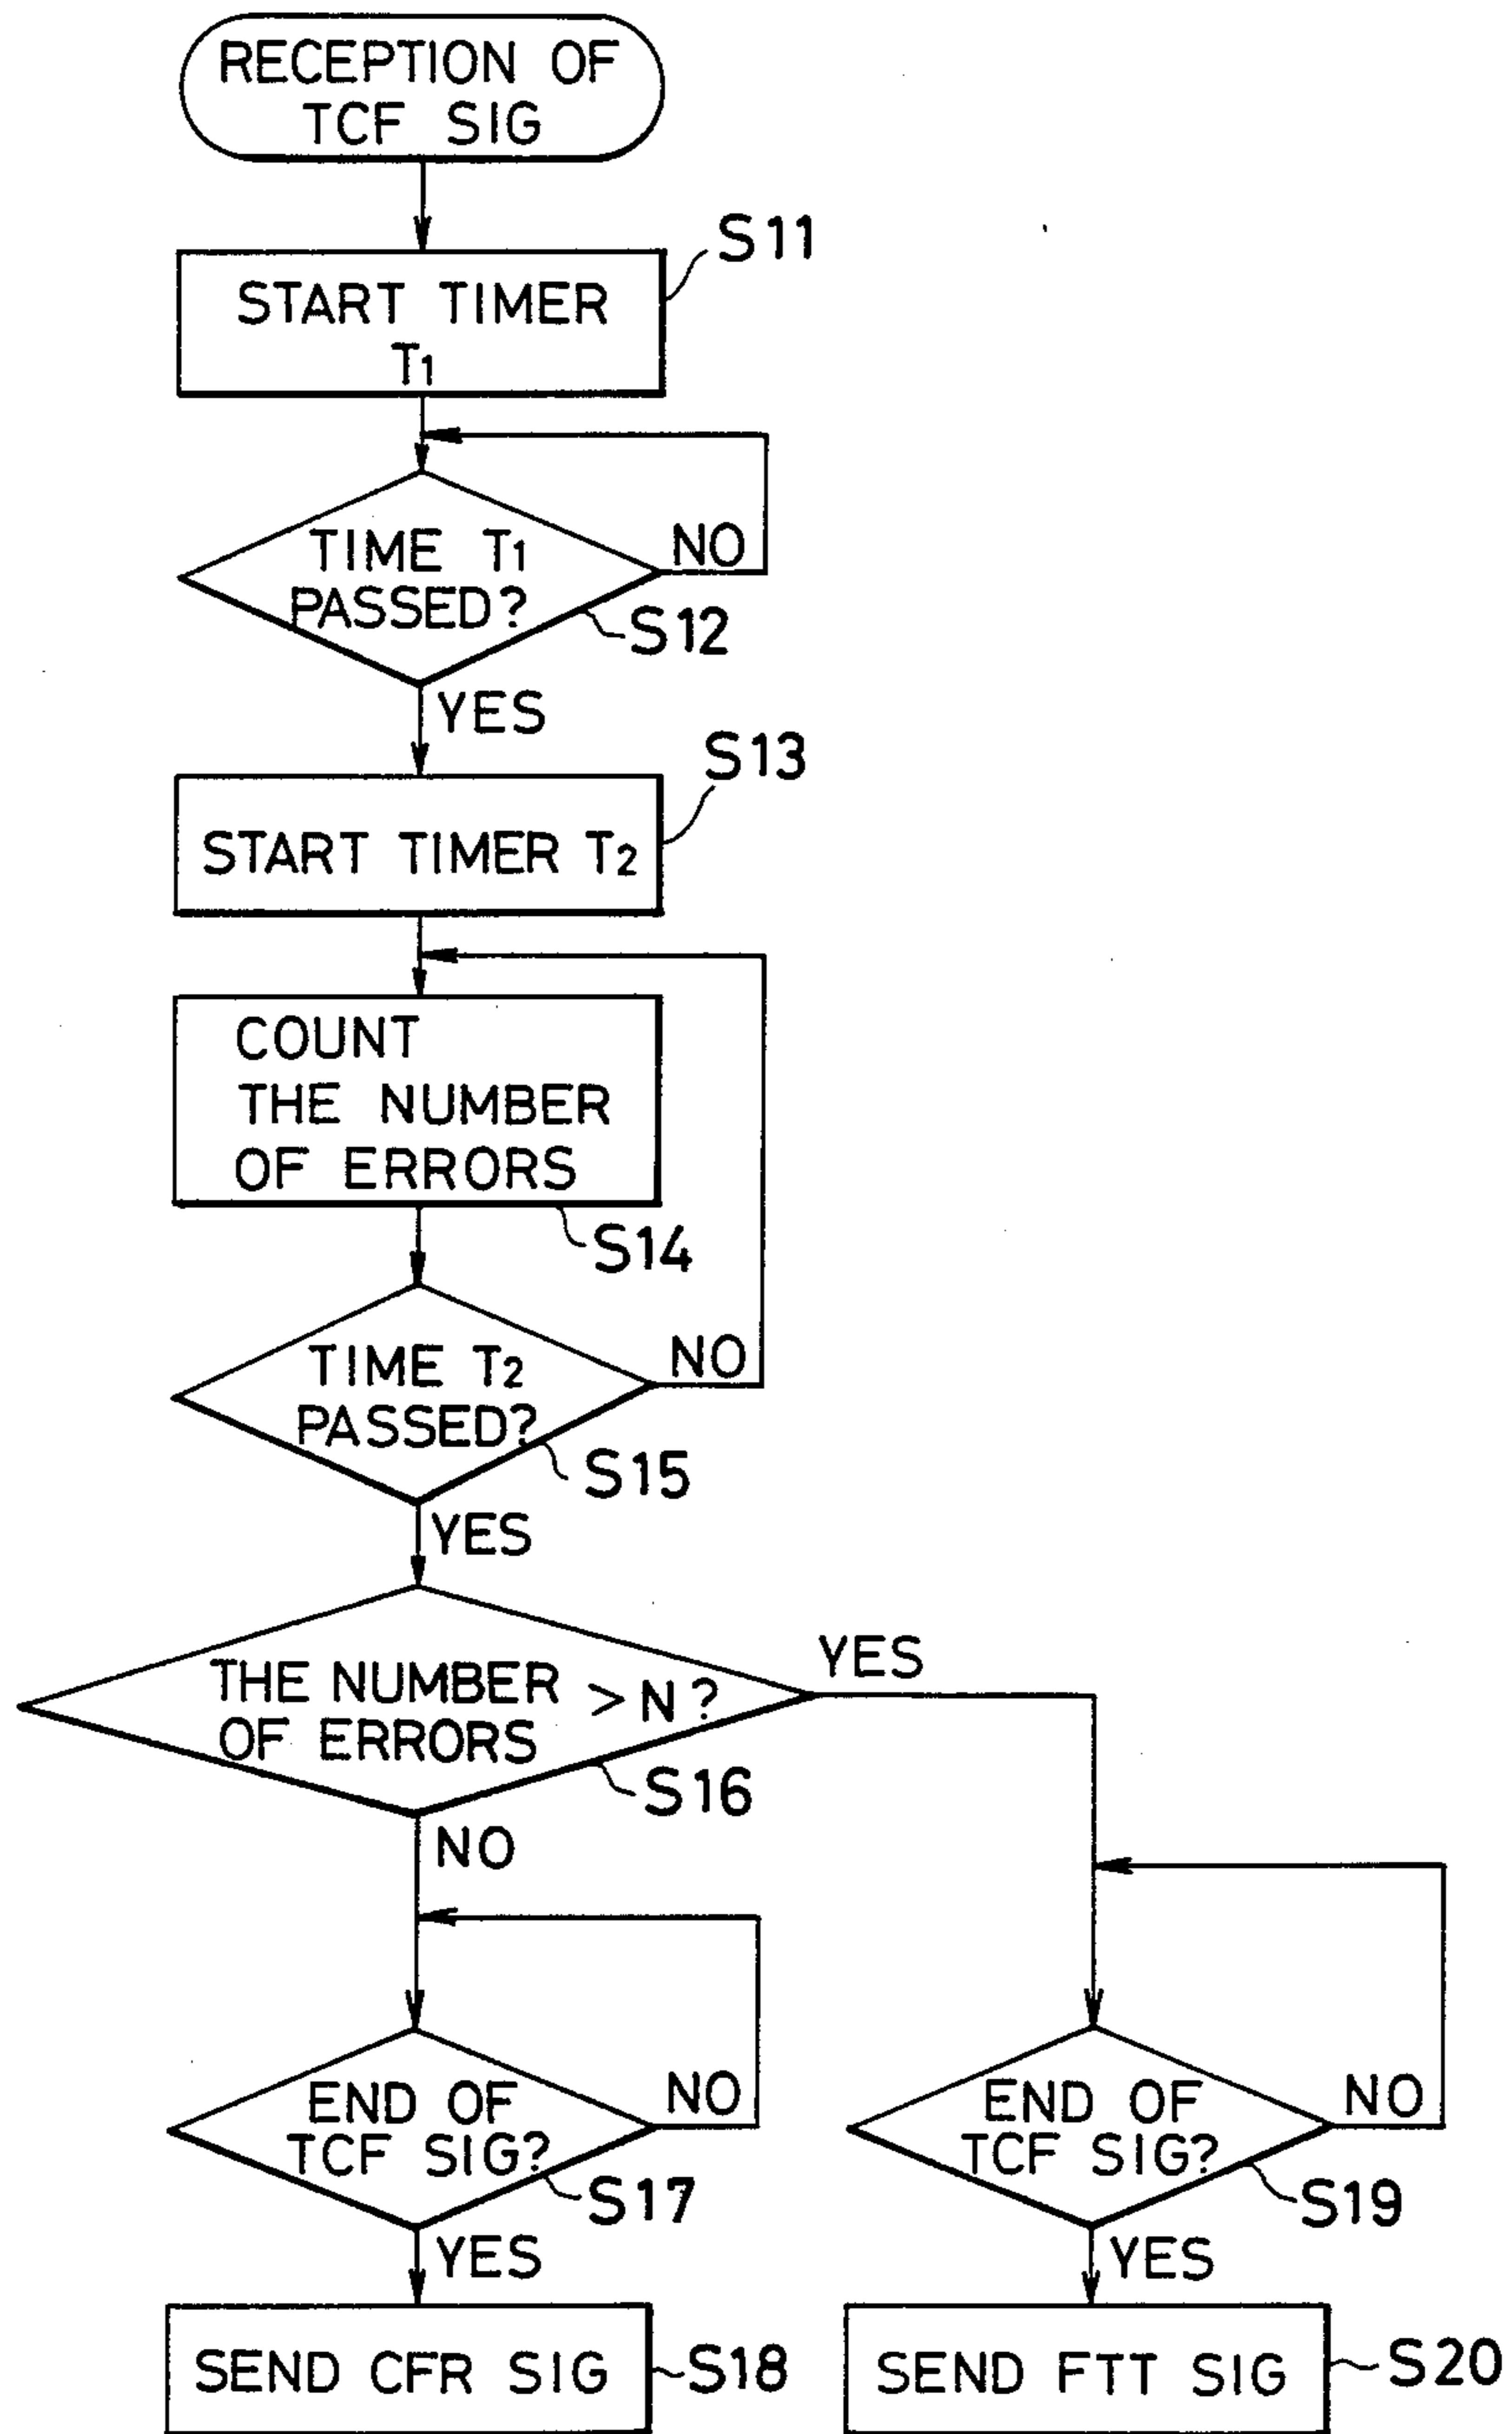 RECEPTION OF
TCF SIG
S11
START TIMER
T1
TIME T1
PASSED?
NO
S12
YES
S13
START TIMER T2
COUNT
THE NUMBER
OF ERRORS
S14
TIME T2
PASSED?
NO
S15
YES
THE NUMBER
OF ERRORS
> N?
YES
S16
NO
END OF
TCF SIG?
NO
S17
YES
END OF
TCF SIG?
NO
S19
YES
SEND CFR SIG
S18
SEND FTT SIG
S20